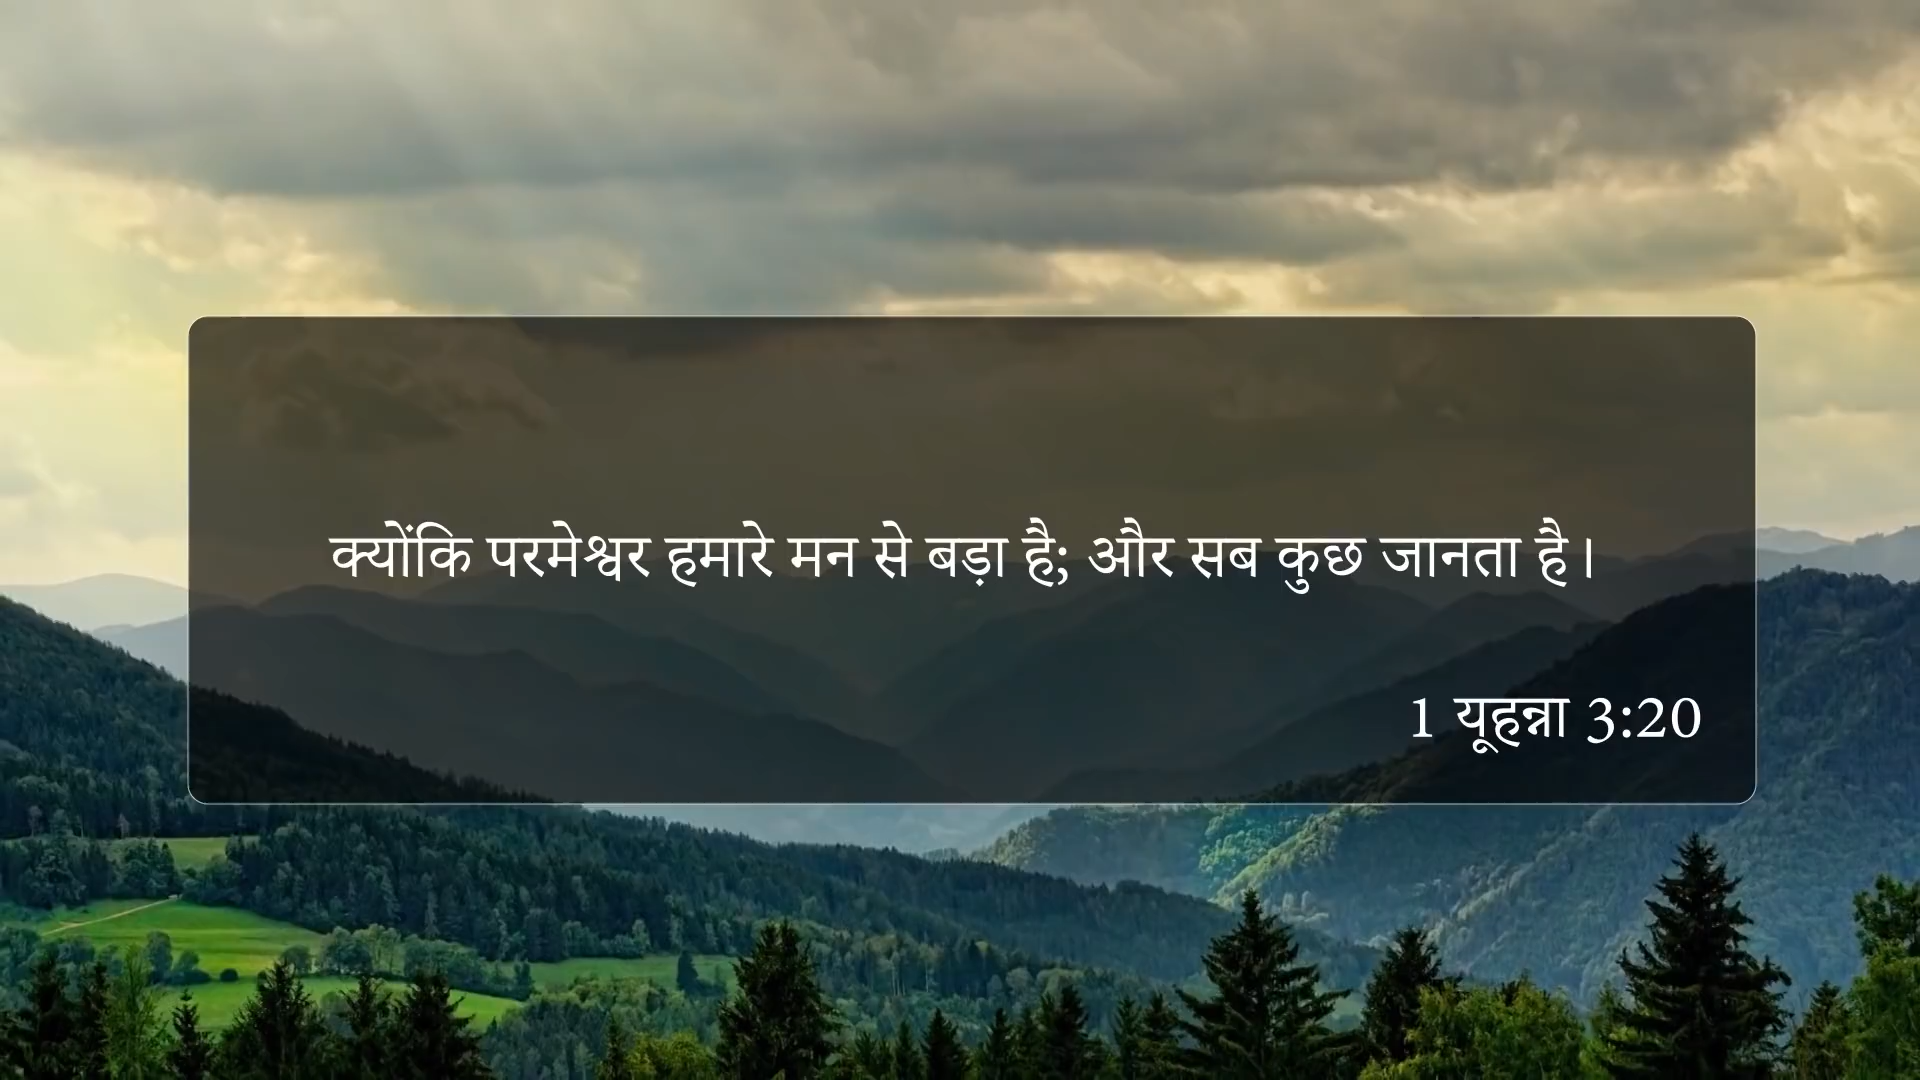 क्योंकि परमेश्वर हमारे मन से बड़ा है; और सब कुछ जानता है।
1 यूहन्ना 3:20